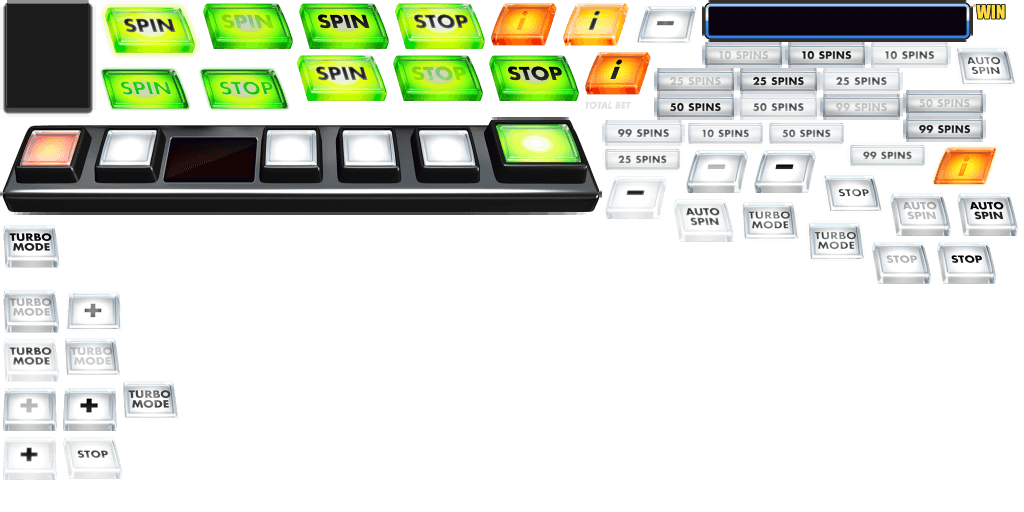 SPIN
SPIN
SPIN
STOP
i
i
-
WIN
10 SPINS
10 SPINS
10 SPINS
AUTO
SPIN
SPIN
STOP
SPIN
STOP
STOP
i
TOTAL BET
25 SPINS
25 SPINS
25 SPINS
50 SPINS
50 SPINS
99 SPINS
50 SPINS
99 SPINS
10 SPINS
50 SPINS
99 SPINS
25 SPINS
-
-
99 SPINS
i
-
STOP
AUTO
SPIN
TURBO
MODE
AUTO
SPIN
AUTO
SPIN
TURBO
MODE
TURBO
MODE
STOP
STOP
TURBO
MODE
+
TURBO
MODE
TURBO
MODE
+
+
TURBO
MODE
+
STOP